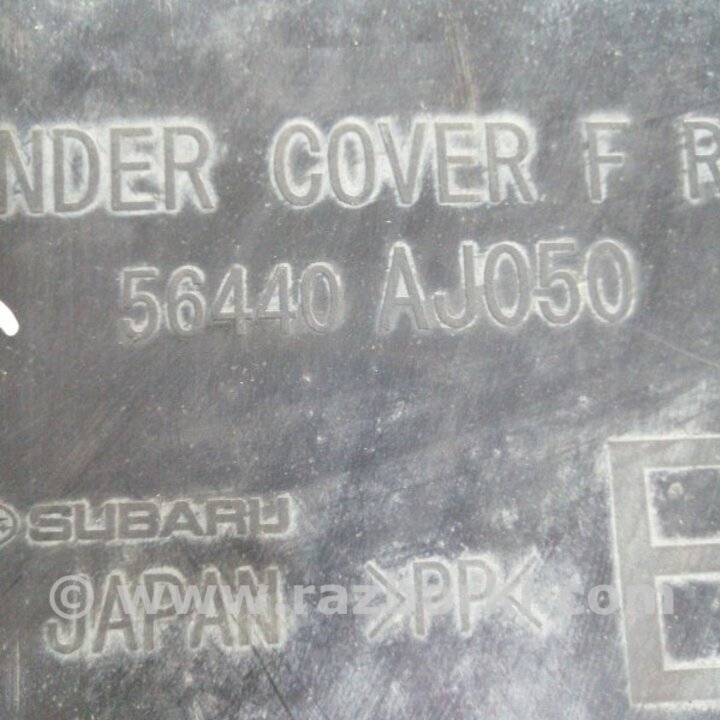 NDER COVER F R
56440 AJ050
SUBARU
JAPAN >PP<
E